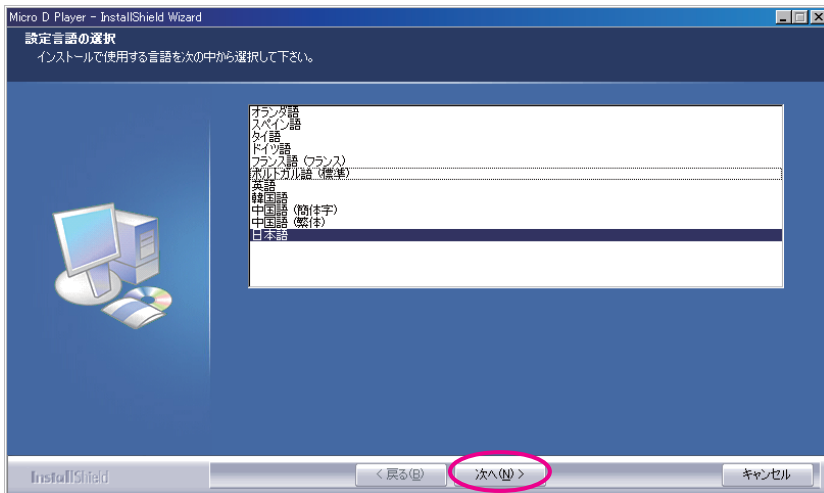 Micro D Player - InstallShield Wizard
設定言語の選択
インストールで使用する言語を次の中から選択して下さい。
オランダ語
スペイン語
タイ語
ドイツ語
フランス語 (フランス)
ポルトガル語 (標準)
英語
韓国語
中国語 (簡体字)
中国語 (繁体)
日本語
InstallShield
< 戻る(B)
次へ(N) >
キャンセル